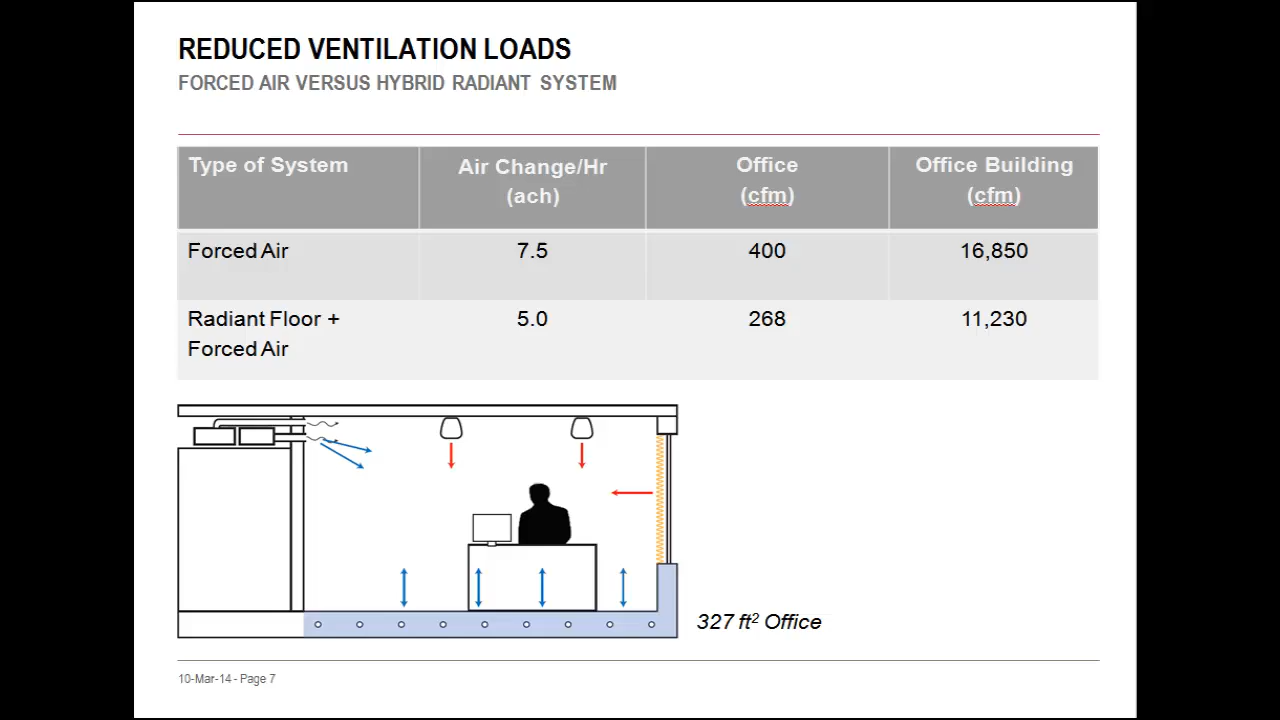 REDUCED VENTILATION LOADS
FORCED AIR VERSUS HYBRID RADIANT SYSTEM
Type of System
Air Change/Hr
(ach)
Office
(cfm)
Office Building
(cfm)
Forced Air
7.5
400
16,850
Radiant Floor +
Forced Air
5.0
268
11,230
327 ft² Office
10-Mar-14 - Page 7